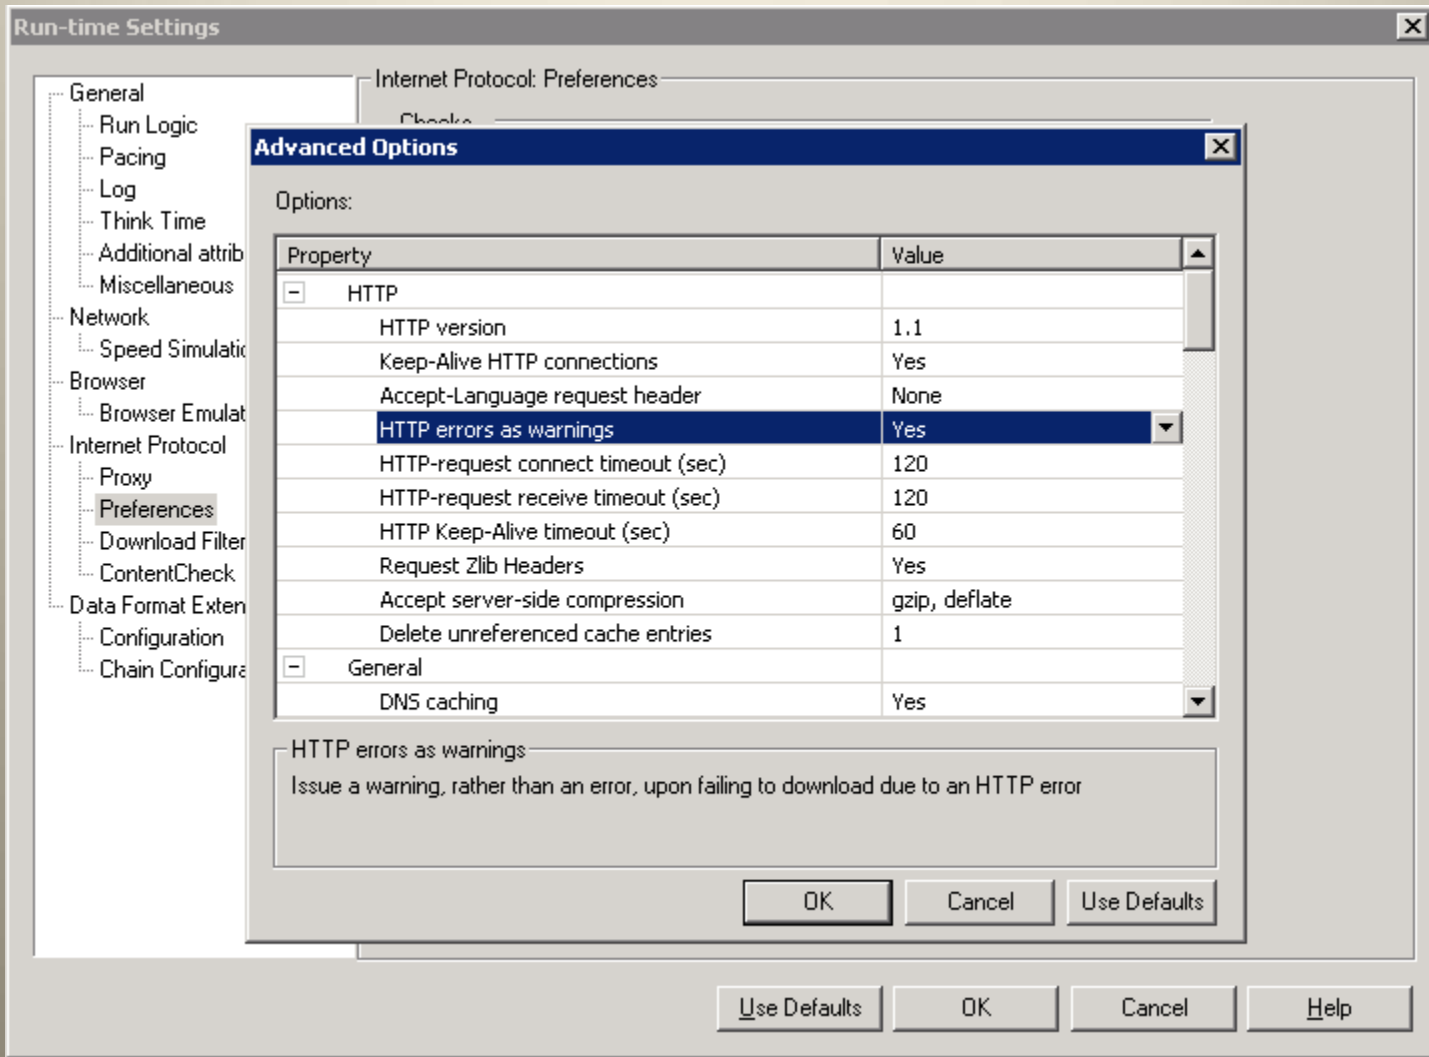 Run-time Settings
General
Run Logic
Pacing
Log
Think Time
Additional attrib
Miscellaneous
Network
Speed Simulatio
Browser
Browser Emulat
Internet Protocol
Proxy
Preferences
Download Filter
ContentCheck
Data Format Exten
Configuration
Chain Configura
Internet Protocol: Preferences
Checks
Advanced Options
Options:
Property Value
HTTP
HTTP version 1.1
Keep-Alive HTTP connections Yes
Accept-Language request header None
HTTP errors as warnings Yes
HTTP-request connect timeout (sec) 120
HTTP-request receive timeout (sec) 120
HTTP Keep-Alive timeout (sec) 60
Request Zlib Headers Yes
Accept server-side compression gzip, deflate
Delete unreferenced cache entries 1
General
DNS caching Yes
HTTP errors as warnings
Issue a warning, rather than an error, upon failing to download due to an HTTP error
OK Cancel Use Defaults
Use Defaults OK Cancel Help